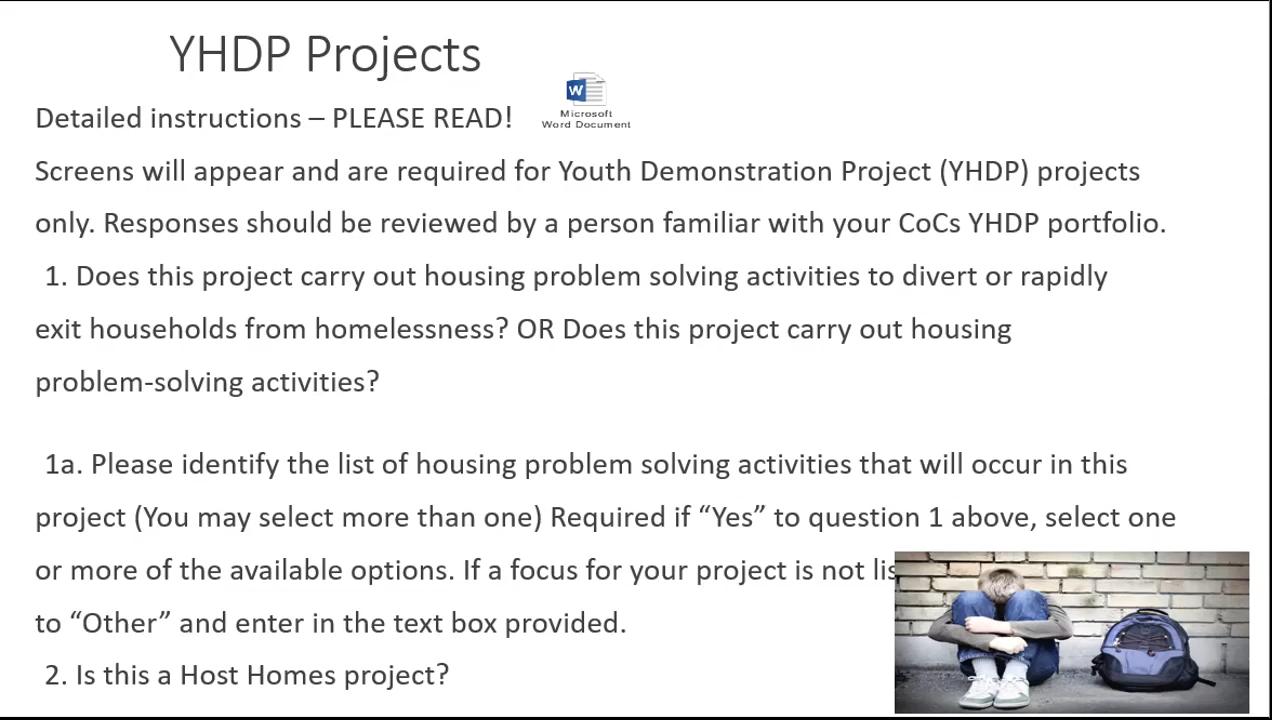 YHDP Projects
W
Microsoft
Word Document
Detailed instructions – PLEASE READ!
Screens will appear and are required for Youth Demonstration Project (YHDP) projects
only. Responses should be reviewed by a person familiar with your CoCs YHDP portfolio.
1. Does this project carry out housing problem solving activities to divert or rapidly
exit households from homelessness? OR Does this project carry out housing
problem-solving activities?
1a. Please identify the list of housing problem solving activities that will occur in this
project (You may select more than one) Required if “Yes” to question 1 above, select one
or more of the available options. If a focus for your project is not
to “Other” and enter in the text box provided.
2. Is this a Host Homes project?